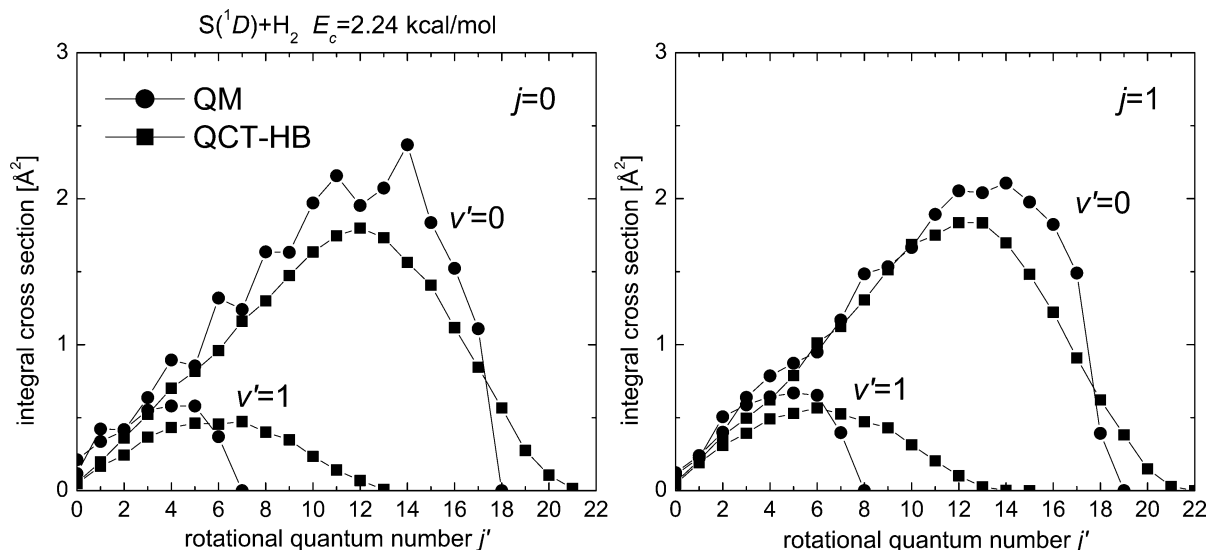 S(¹D)+H₂ E_c=2.24 kcal/mol
3
2
1
0
integral cross section [Å²]
QM
QCT-HB
j=0
v'=0
v'=1
0 2 4 6 8 10 12 14 16 18 20 22
rotational quantum number j'
3
2
1
0
integral cross section [Å²]
j=1
v'=0
v'=1
0 2 4 6 8 10 12 14 16 18 20 22
rotational quantum number j'